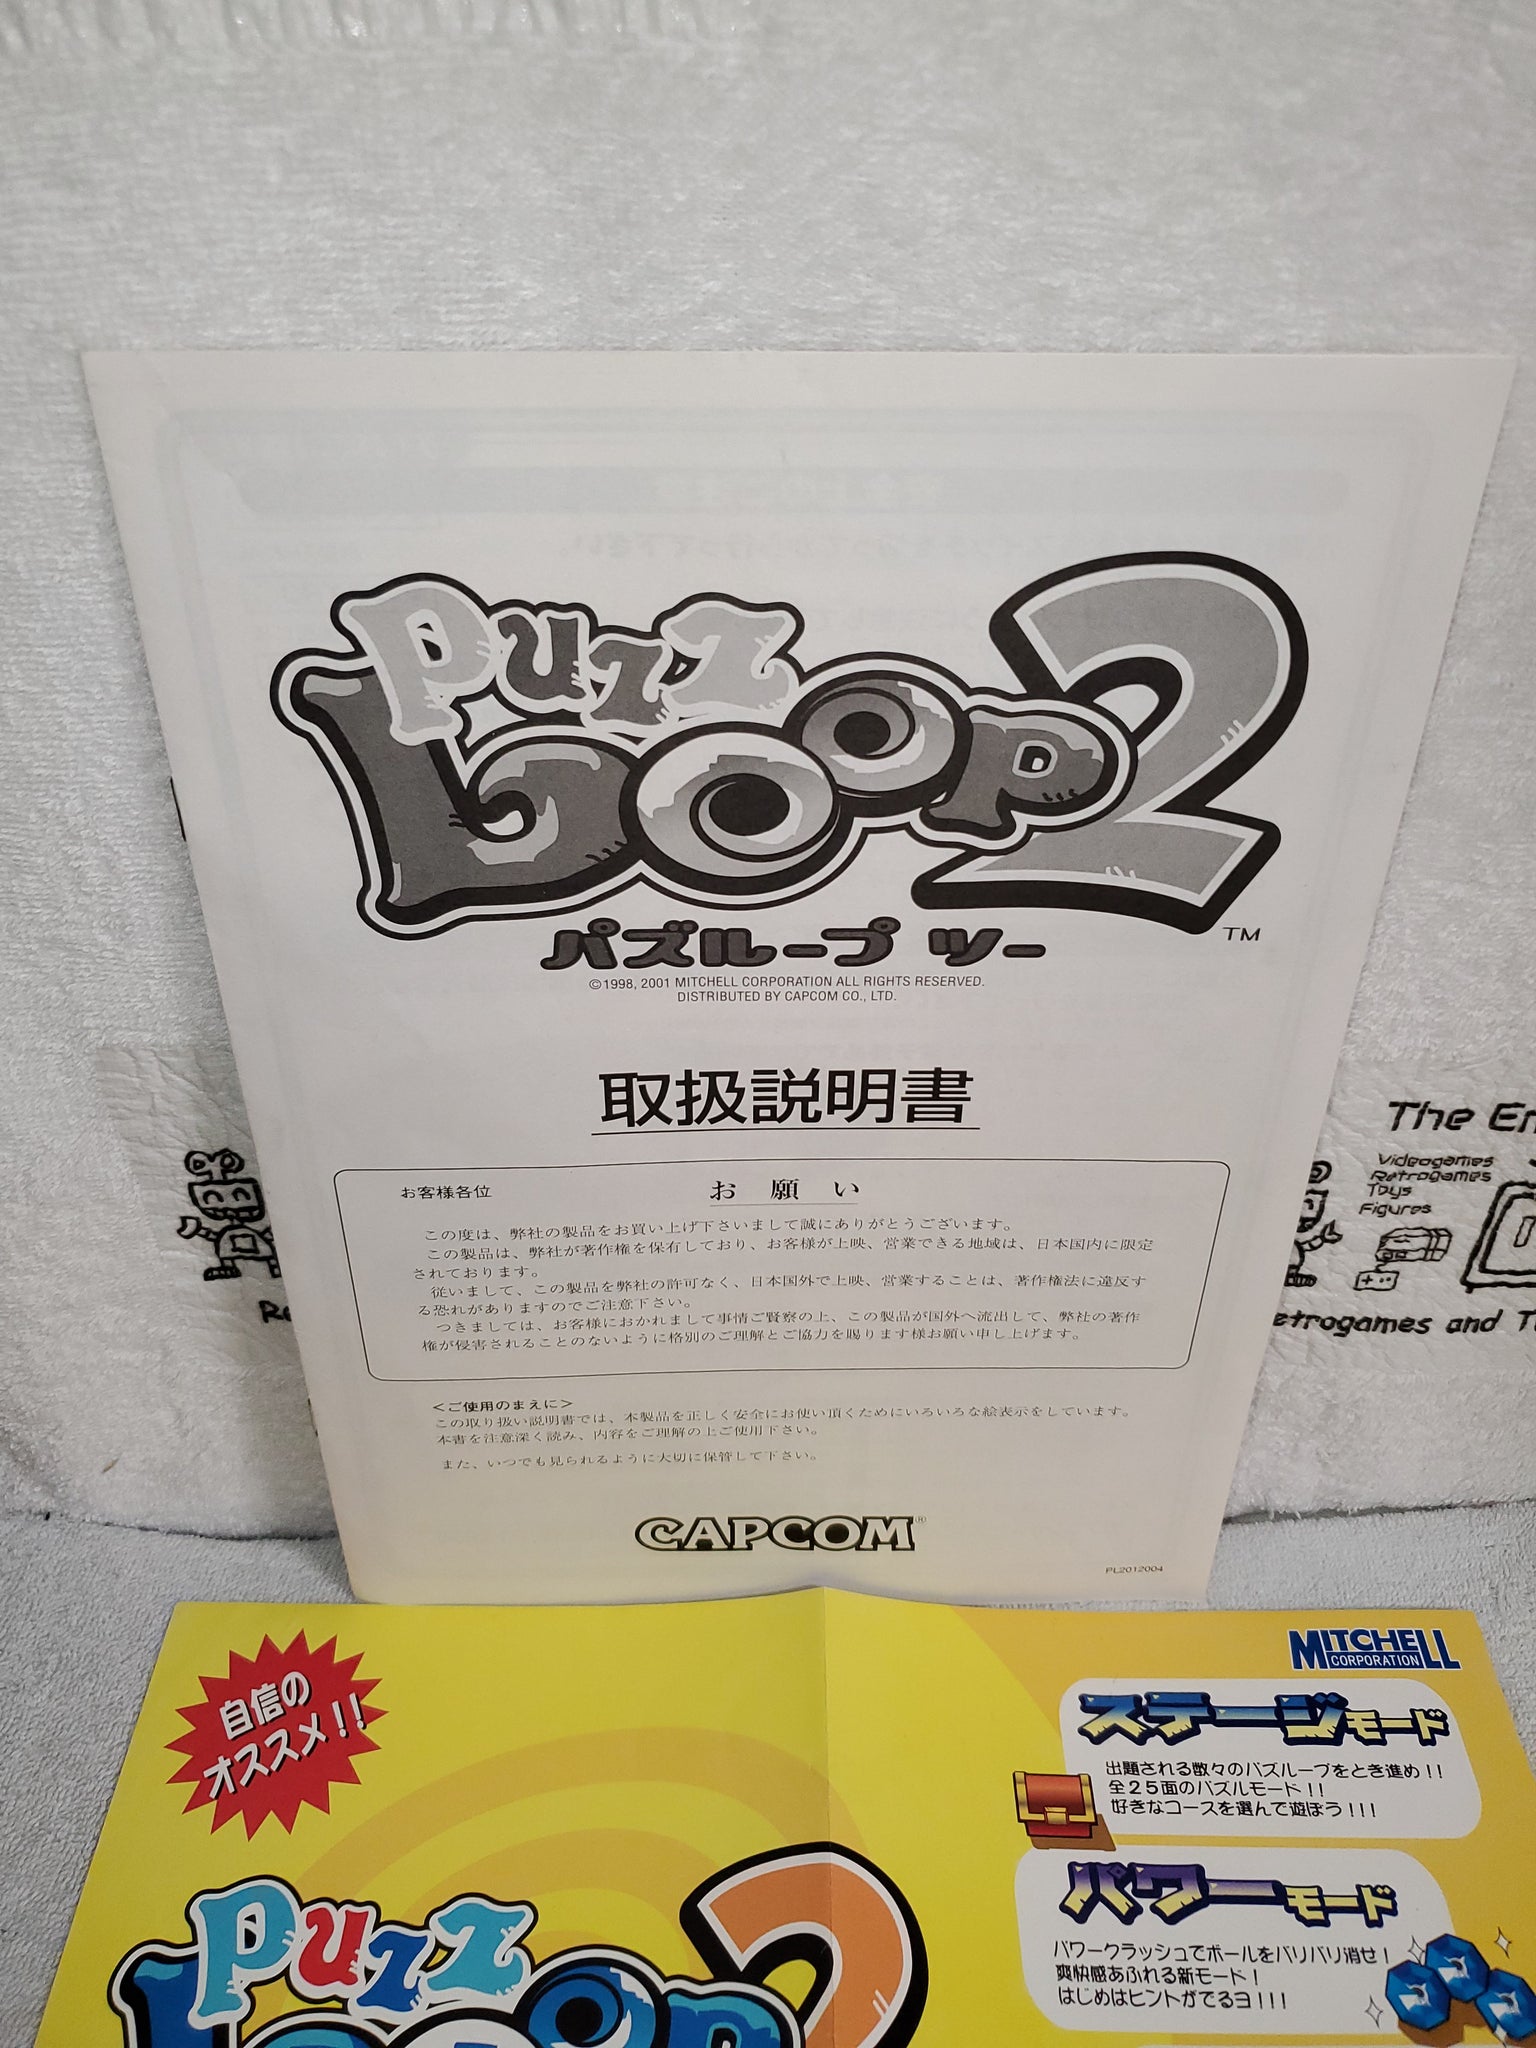 PUZZ
LOOP 2
TM
パズループ ツー
©1998, 2001 MITCHELL CORPORATION ALL RIGHTS RESERVED.
DISTRIBUTED BY CAPCOM CO., LTD.
取扱説明書
お客様各位
お 願 い
この度は、弊社の製品をお買い上げ下さいまして誠にありがとうございます。
この製品は、弊社が著作権を保有しており、お客様が上映、営業できる地域は、日本国内に限定
されております。
従いまして、この製品を弊社の許可なく、日本国外で上映、営業することは、著作権法に違反す
る恐れがありますのでご注意下さい。
つきましては、お客様におかれまして事情ご賢察の上、この製品が国外へ流出して、弊社の著作
権が侵害されることのないように格別のご理解とご協力を賜ります様お願い申し上げます。
<ご使用のまえに>
この取り扱い説明書では、本製品を正しく安全にお使い頂くためにいろいろな絵表示をしています。
本書を注意深く読み、内容をご理解の上ご使用下さい。
また、いつでも見られるように大切に保管して下さい。
CAPCOM®
PL2012004
The En
Videogames
Retrogames
Toys
Figures
Re
etrogames and T
自信の
オススメ!!
MITCHELL
CORPORATION
ステージモード
出題される数々のパズループをとき進め!!
全25面のパズルモード!!
好きなコースを選んで遊ぼう!!!
パワーモード
パワークラッシュでボールをバリバリ消せ!
爽快感あふれる新モード!
はじめはヒントがでるヨ!!!
PUZZ
LOOP 2